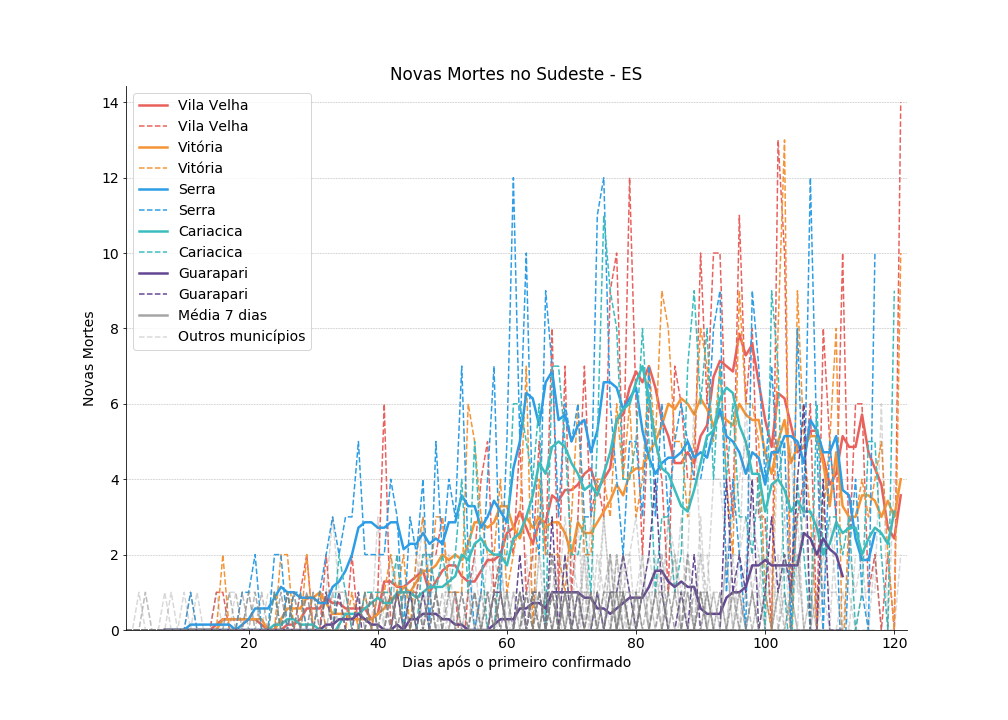 Novas Mortes no Sudeste - ES
14
12
10
8
6
4
2
0
Novas Mortes
Vila Velha
Vila Velha
Vitória
Vitória
Serra
Serra
Cariacica
Cariacica
Guarapari
Guarapari
Média 7 dias
Outros municípios
20
40
60
80
100
120
Dias após o primeiro confirmado